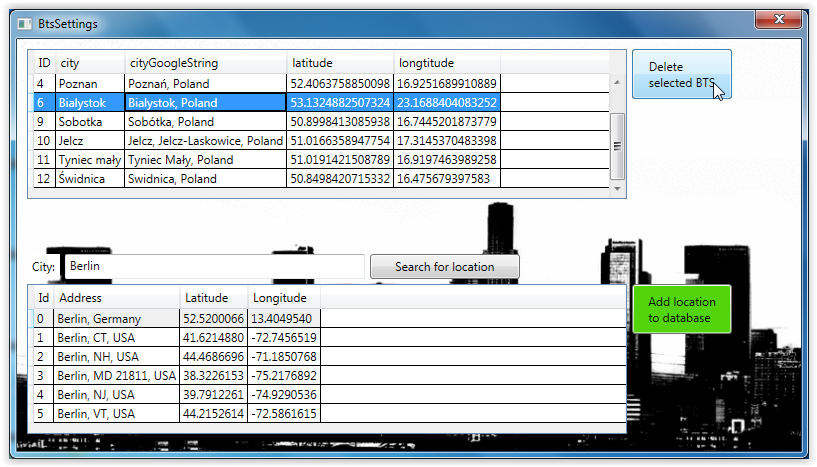 BtsSettings
ID city cityGoogleString latitude longtitude
4 Poznan Poznań, Poland 52.4063758850098 16.9251689910889
6 Bialystok Bialystok, Poland 53.1324882507324 23.1688404083252
9 Sobotka Sobótka, Poland 50.8998413085938 16.7445201873779
10 Jelcz Jelcz, Jelcz-Laskowice, Poland 51.0166358947754 17.3145370483398
11 Tyniec mały Tyniec Mały, Poland 51.0191421508789 16.9197463989258
12 Świdnica Swidnica, Poland 50.8498420715332 16.475679397583
Delete
selected BTS
City: Berlin Search for location
Id Address Latitude Longitude
0 Berlin, Germany 52.5200066 13.4049540
1 Berlin, CT, USA 41.6214880 -72.7456519
2 Berlin, NH, USA 44.4686696 -71.1850768
3 Berlin, MD 21811, USA 38.3226153 -75.2176892
4 Berlin, NJ, USA 39.7912261 -74.9290536
5 Berlin, VT, USA 44.2152614 -72.5861615
Add location
to database